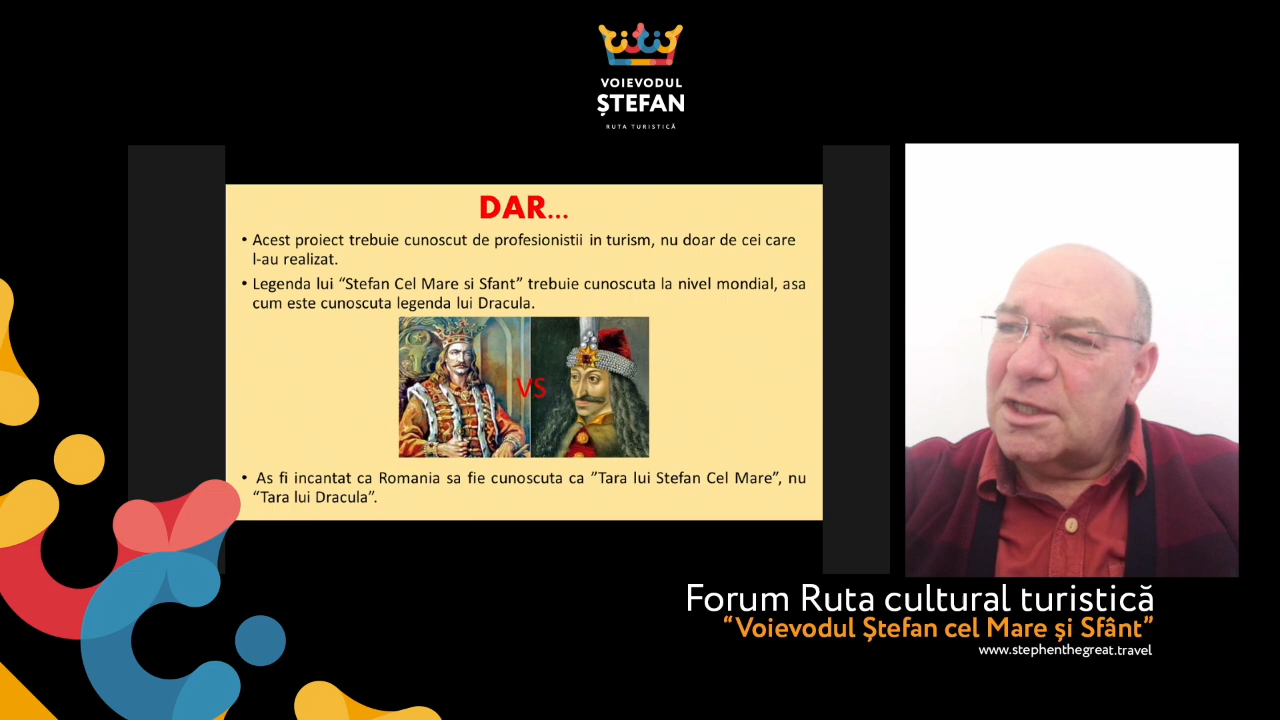 VOIEVODUL
ȘTEFAN
RUTA TURISTICĂ
DAR...
• Acest proiect trebuie cunoscut de profesionistii in turism, nu doar de cei care
l-au realizat.
• Legenda lui “Stefan Cel Mare si Sfant” trebuie cunoscuta la nivel mondial, asa
cum este cunoscuta legenda lui Dracula.
VS
• As fi incantat ca Romania sa fie cunoscuta ca ”Tara lui Stefan Cel Mare”, nu
“Tara lui Dracula”.
Forum Ruta cultural turistică
“Voievodul Ștefan cel Mare și Sfânt”
www.stephenthegreat.travel